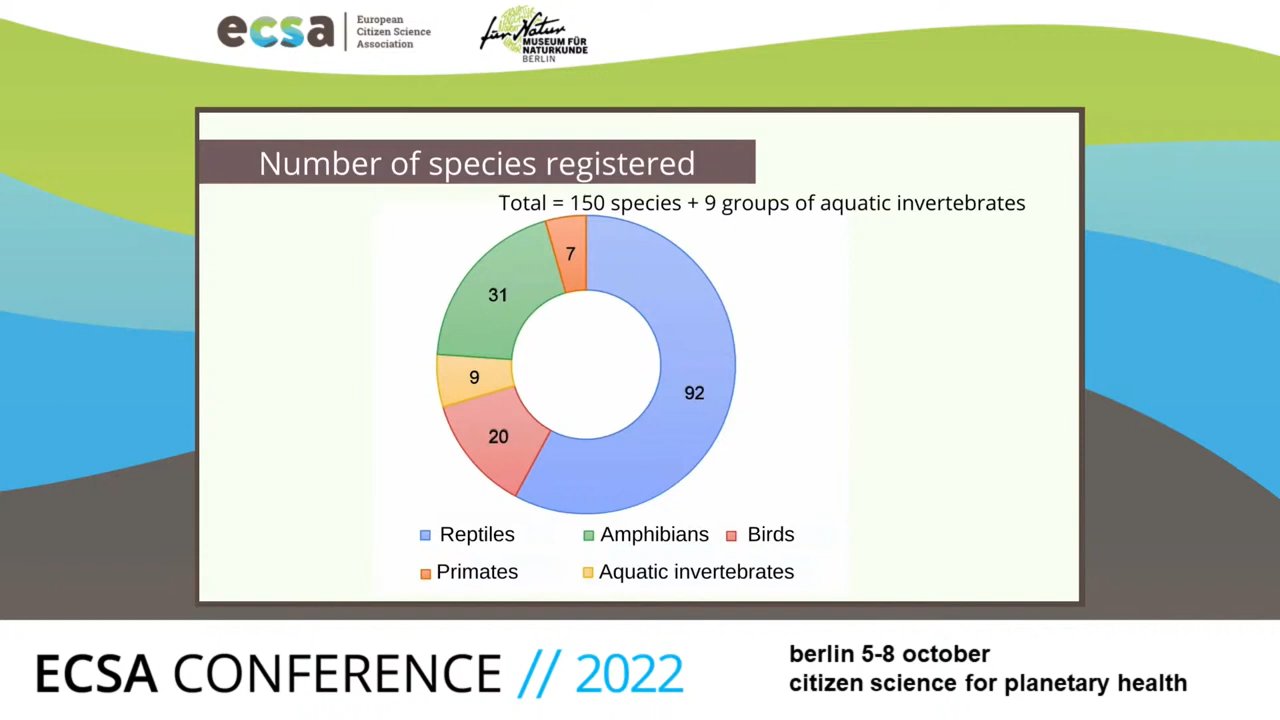 ecsa
European
Citizen Science
Association
für Natur
MUSEUM FÜR
NATURKUNDE
BERLIN
Number of species registered
Total = 150 species + 9 groups of aquatic invertebrates
7
31
9
92
20
Reptiles
Amphibians
Birds
Primates
Aquatic invertebrates
ECSA CONFERENCE // 2022
berlin 5-8 october
citizen science for planetary health